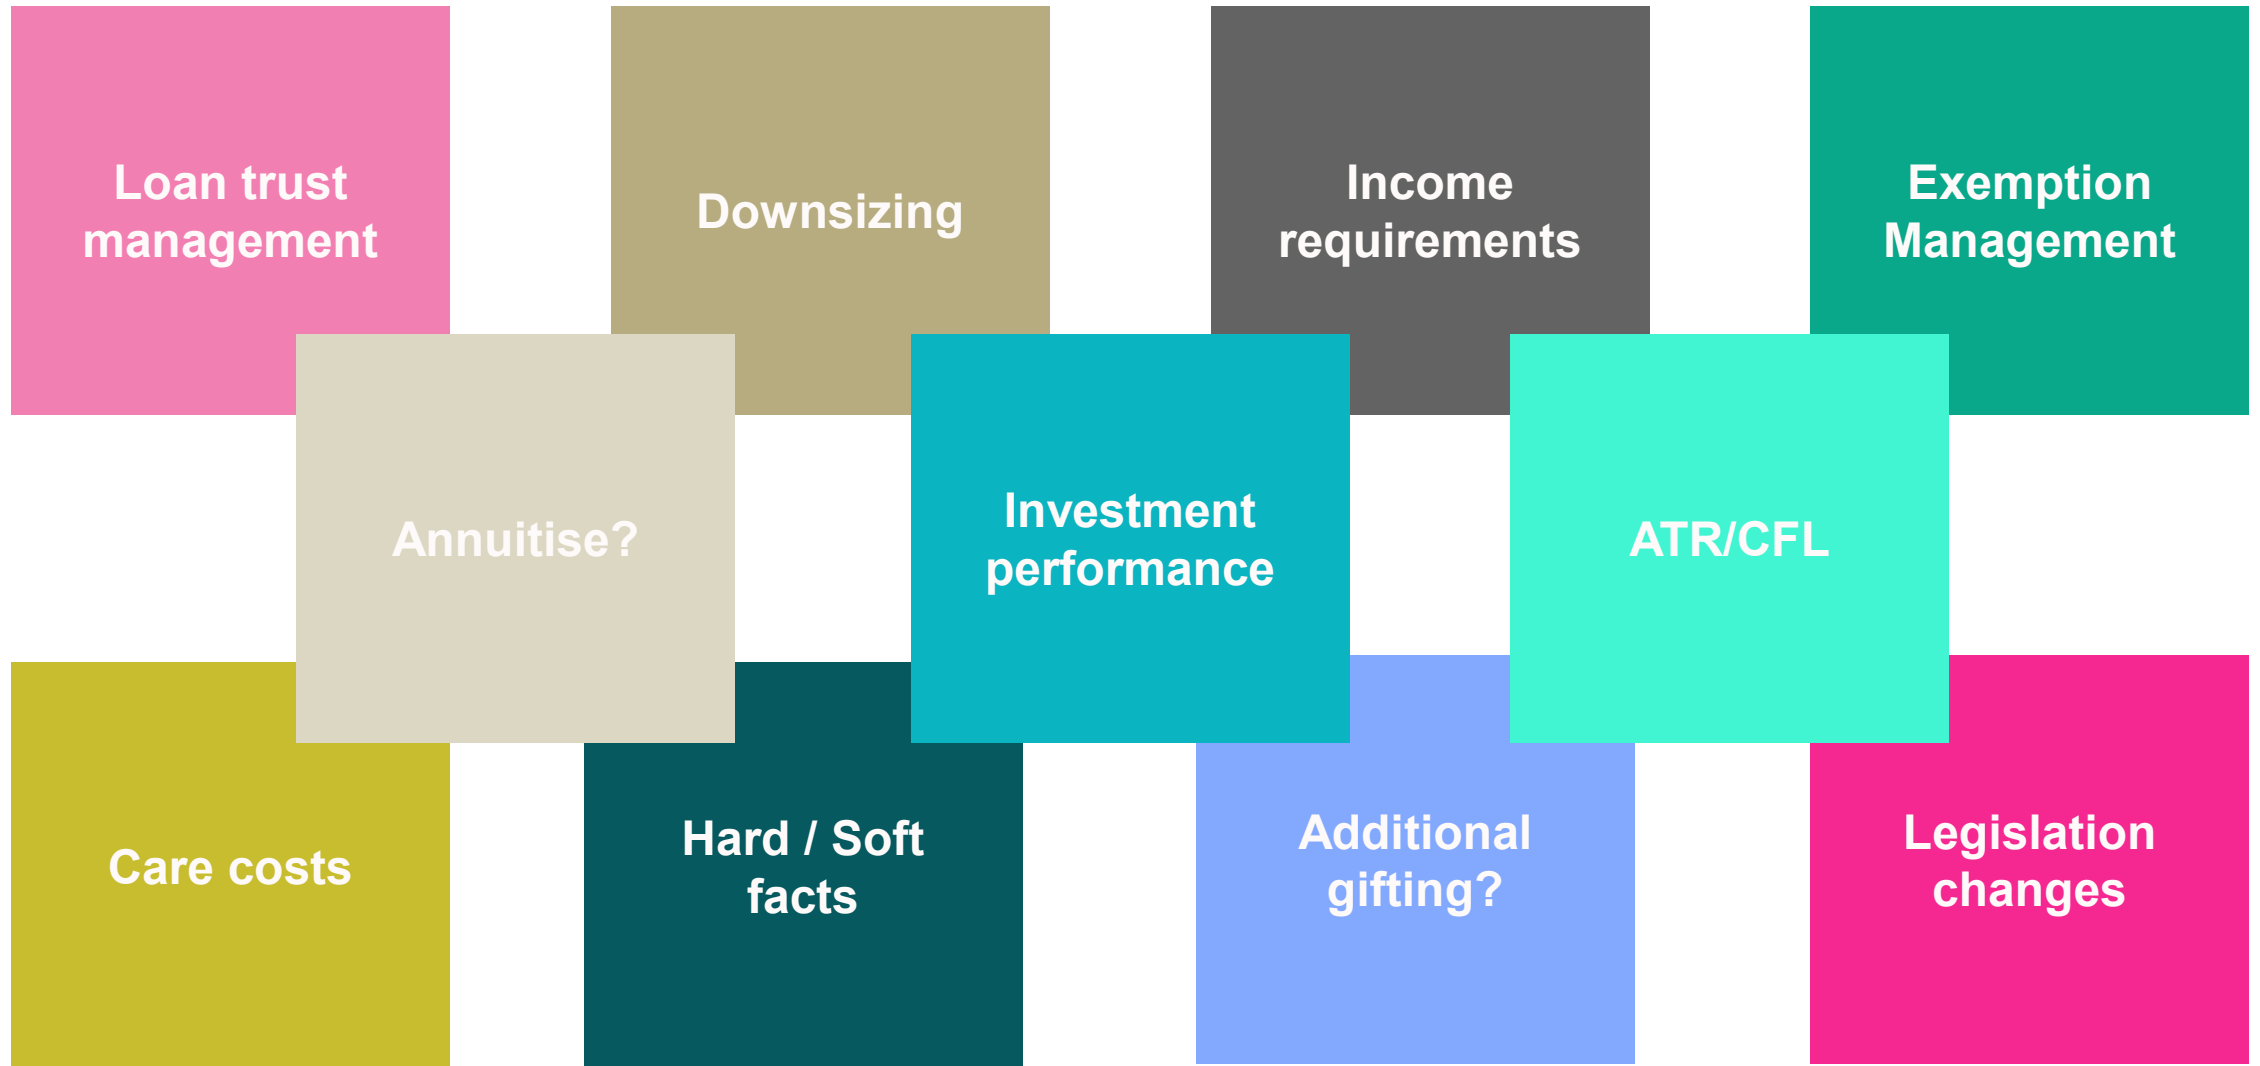 Loan trust
management
Downsizing
Income
requirements
Exemption
Management
Annuitise?
Investment
performance
ATR/CFL
Care costs
Hard / Soft
facts
Additional
gifting?
Legislation
changes